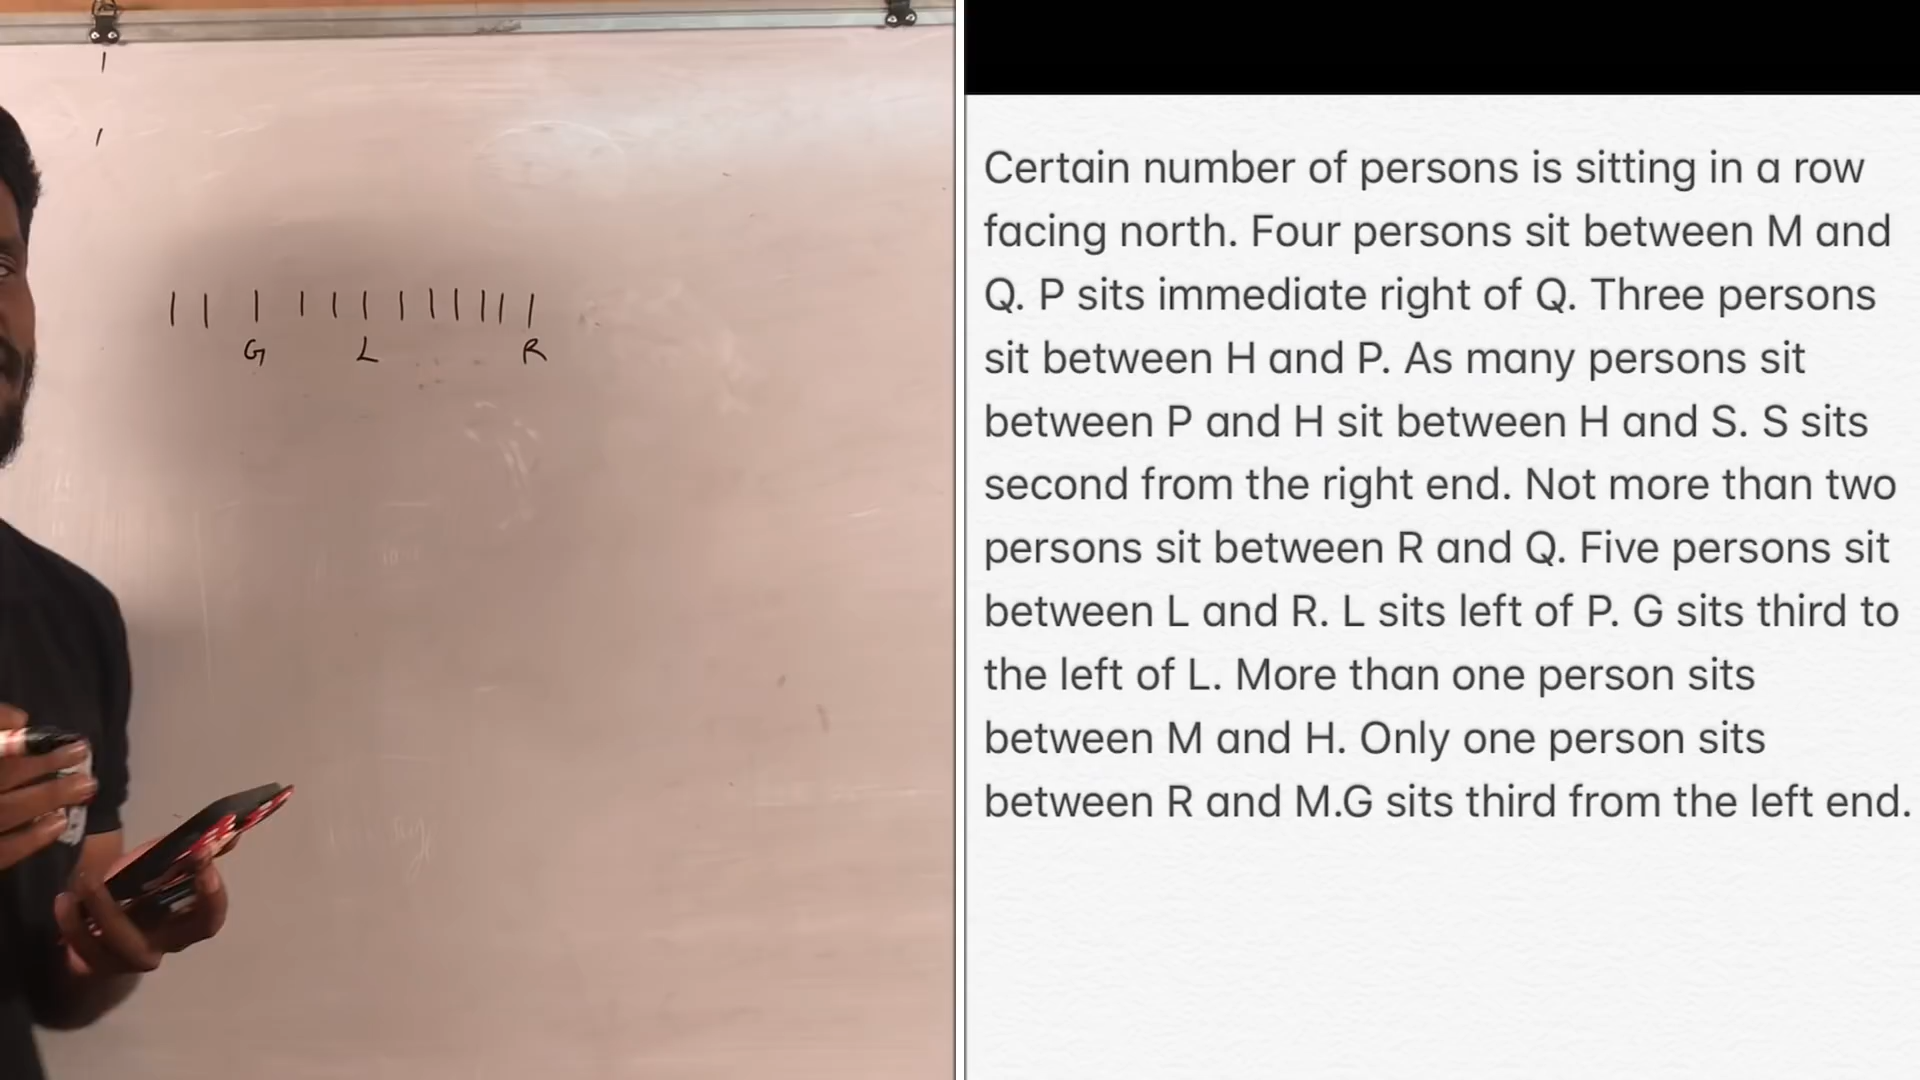 G L R
Certain number of persons is sitting in a row
facing north. Four persons sit between M and
Q. P sits immediate right of Q. Three persons
sit between H and P. As many persons sit
between P and H sit between H and S. S sits
second from the right end. Not more than two
persons sit between R and Q. Five persons sit
between L and R. L sits left of P. G sits third to
the left of L. More than one person sits
between M and H. Only one person sits
between R and M.G sits third from the left end.